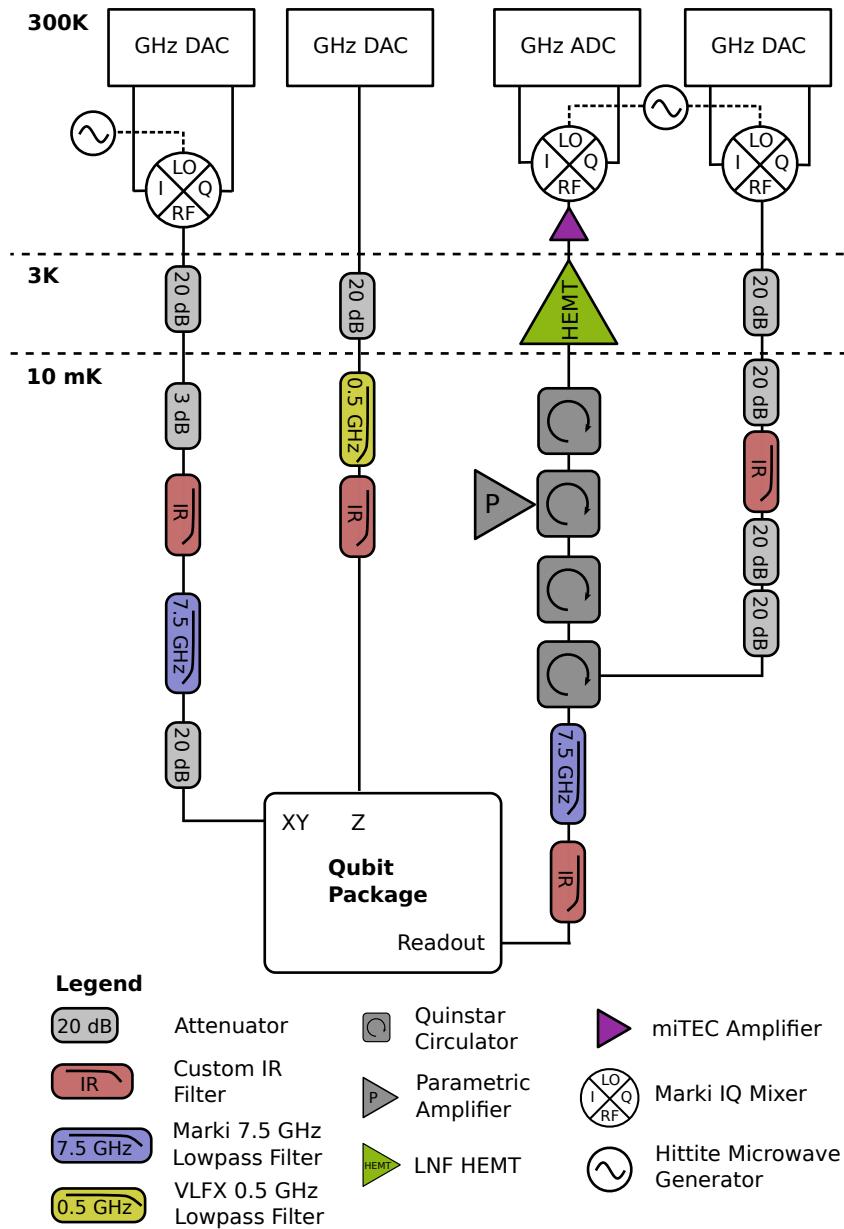 300K
GHz DAC
GHz DAC
GHz ADC
GHz DAC
LO
I
Q
RF
LO
I
Q
RF
LO
I
Q
RF
3K
20 dB
20 dB
HEMT
20 dB
10 mK
3 dB
0.5 GHz
20 dB
IR
IR
P
IR
20 dB
7.5 GHz
20 dB
20 dB
7.5 GHz
XY
Z
Qubit
Package
IR
Readout
Legend
20 dB
Attenuator
IR
Custom IR
Filter
7.5 GHz
Marki 7.5 GHz
Lowpass Filter
0.5 GHz
VLFX 0.5 GHz
Lowpass Filter
Quinstar
Circulator
P
Parametric
Amplifier
HEMT
LNF HEMT
miTEC Amplifier
LO
I
Q
RF
Marki IQ Mixer
Hittite Microwave
Generator